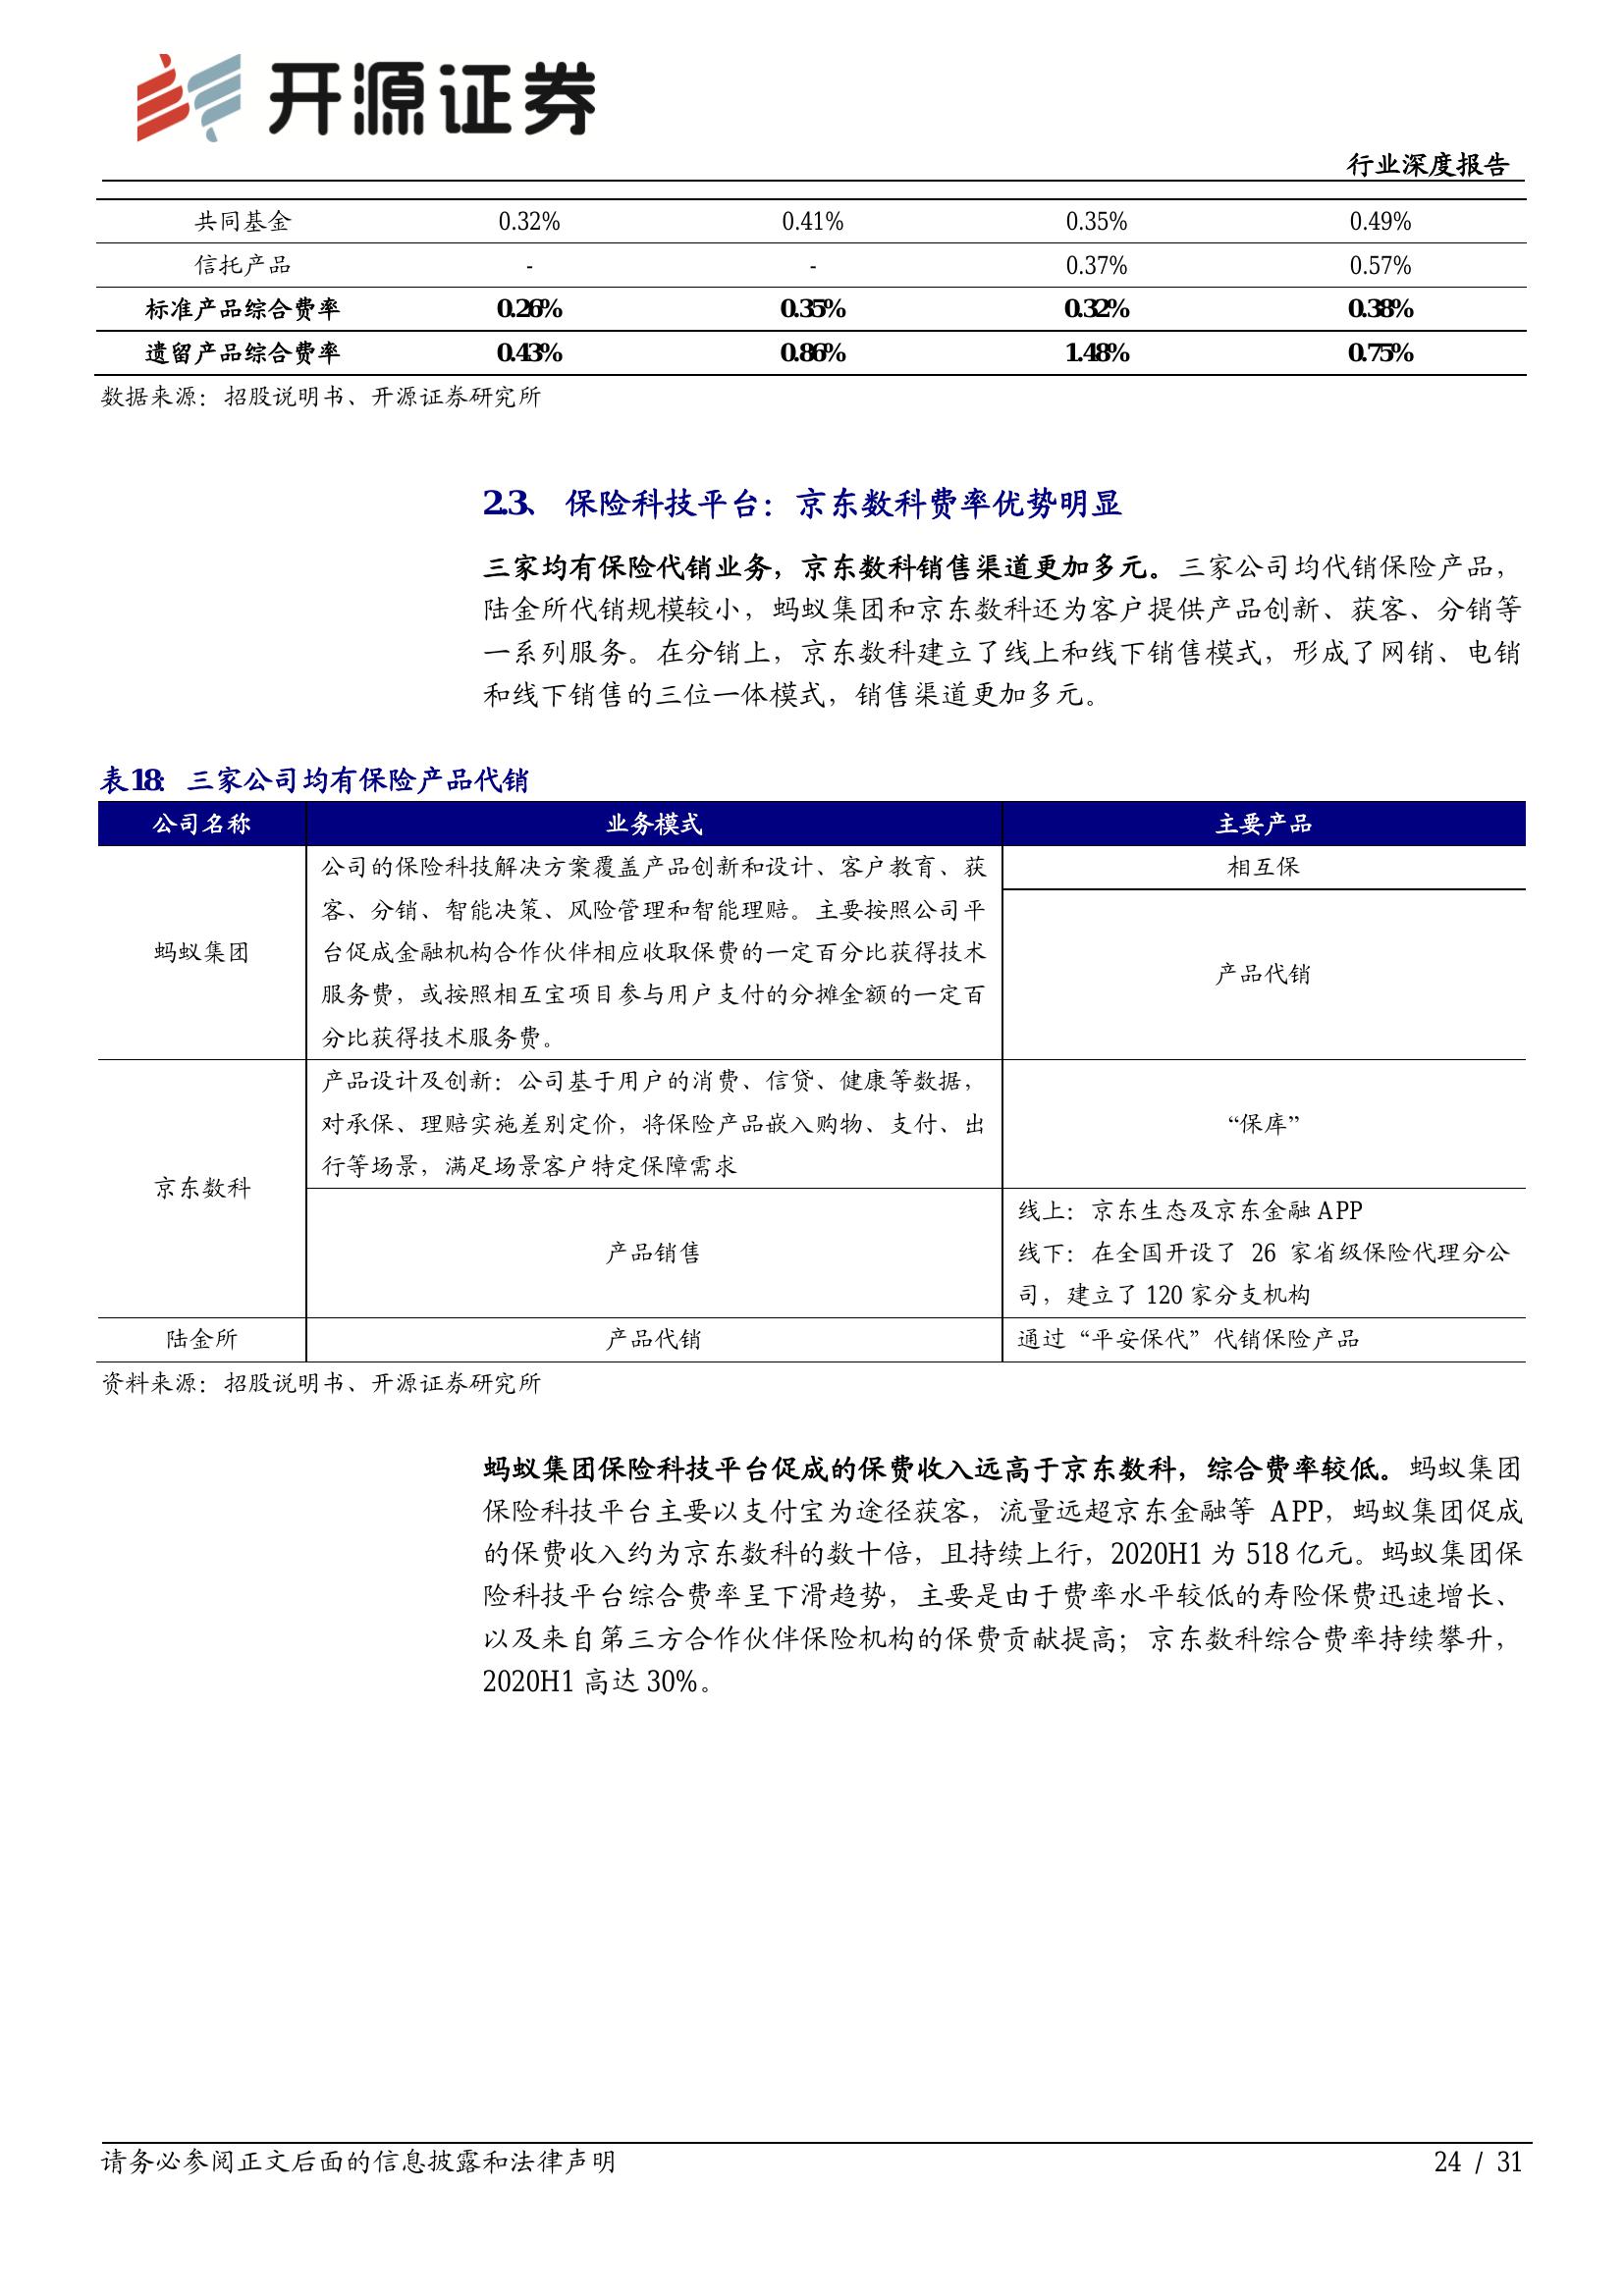 开源证券
行业深度报告
共同基金 0.32% 0.41% 0.35% 0.49%
信托产品 - - 0.37% 0.57%
标准产品综合费率 0.26% 0.35% 0.32% 0.38%
遗留产品综合费率 0.43% 0.86% 1.48% 0.75%
数据来源：招股说明书、开源证券研究所
2.3、 保险科技平台：京东数科费率优势明显
三家均有保险代销业务，京东数科销售渠道更加多元。三家公司均代销保险产品，
陆金所代销规模较小，蚂蚁集团和京东数科还为客户提供产品创新、获客、分销等
一系列服务。在分销上，京东数科建立了线上和线下销售模式，形成了网销、电销
和线下销售的三位一体模式，销售渠道更加多元。
表18： 三家公司均有保险产品代销
公司名称 业务模式 主要产品
蚂蚁集团
公司的保险科技解决方案覆盖产品创新和设计、客户教育、获
客、分销、智能决策、风险管理和智能理赔。主要按照公司平
台促成金融机构合作伙伴相应收取保费的一定百分比获得技术
服务费，或按照相互宝项目参与用户支付的分摊金额的一定百
分比获得技术服务费。
相互保
产品代销
京东数科
产品设计及创新：公司基于用户的消费、信贷、健康等数据，
对承保、理赔实施差别定价，将保险产品嵌入购物、支付、出
行等场景，满足场景客户特定保障需求
“保库”
产品销售
线上：京东生态及京东金融 APP
线下：在全国开设了 26 家省级保险代理分公
司，建立了 120 家分支机构
陆金所 产品代销 通过“平安保代”代销保险产品
资料来源：招股说明书、开源证券研究所
蚂蚁集团保险科技平台促成的保费收入远高于京东数科，综合费率较低。蚂蚁集团
保险科技平台主要以支付宝为途径获客，流量远超京东金融等 APP，蚂蚁集团促成
的保费收入约为京东数科的数十倍，且持续上行，2020H1 为 518 亿元。蚂蚁集团保
险科技平台综合费率呈下滑趋势，主要是由于费率水平较低的寿险保费迅速增长、
以及来自第三方合作伙伴保险机构的保费贡献提高；京东数科综合费率持续攀升，
2020H1 高达 30%。
请务必参阅正文后面的信息披露和法律声明 24 / 31